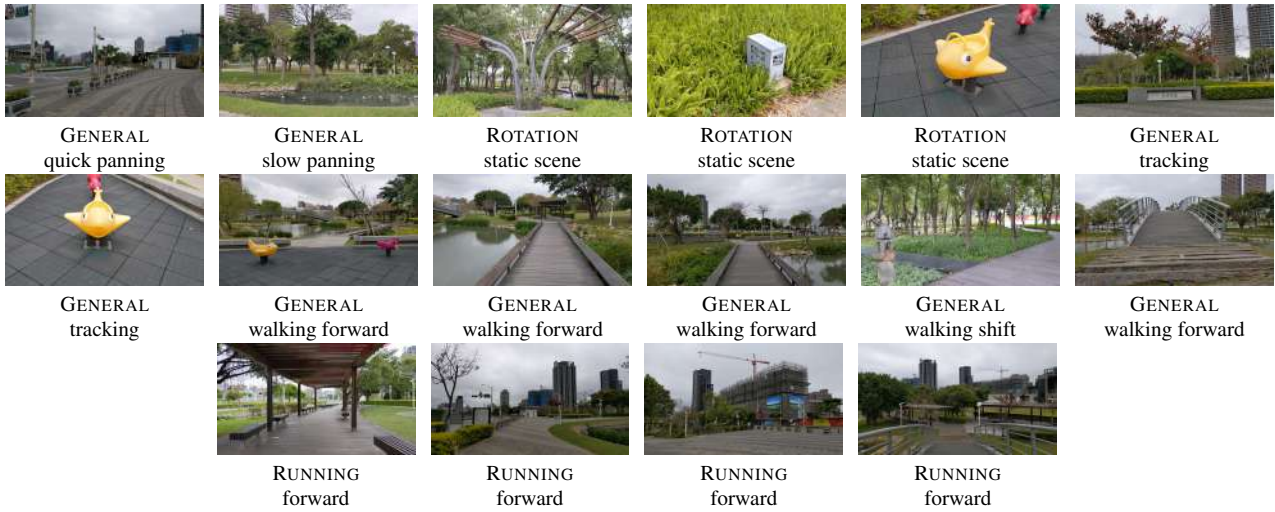 GENERAL GENERAL ROTATION ROTATION ROTATION GENERAL
quick panning slow panning static scene static scene static scene tracking
GENERAL GENERAL GENERAL GENERAL GENERAL GENERAL
tracking walking forward walking forward walking forward walking shift walking forward
RUNNING RUNNING RUNNING RUNNING
forward forward forward forward